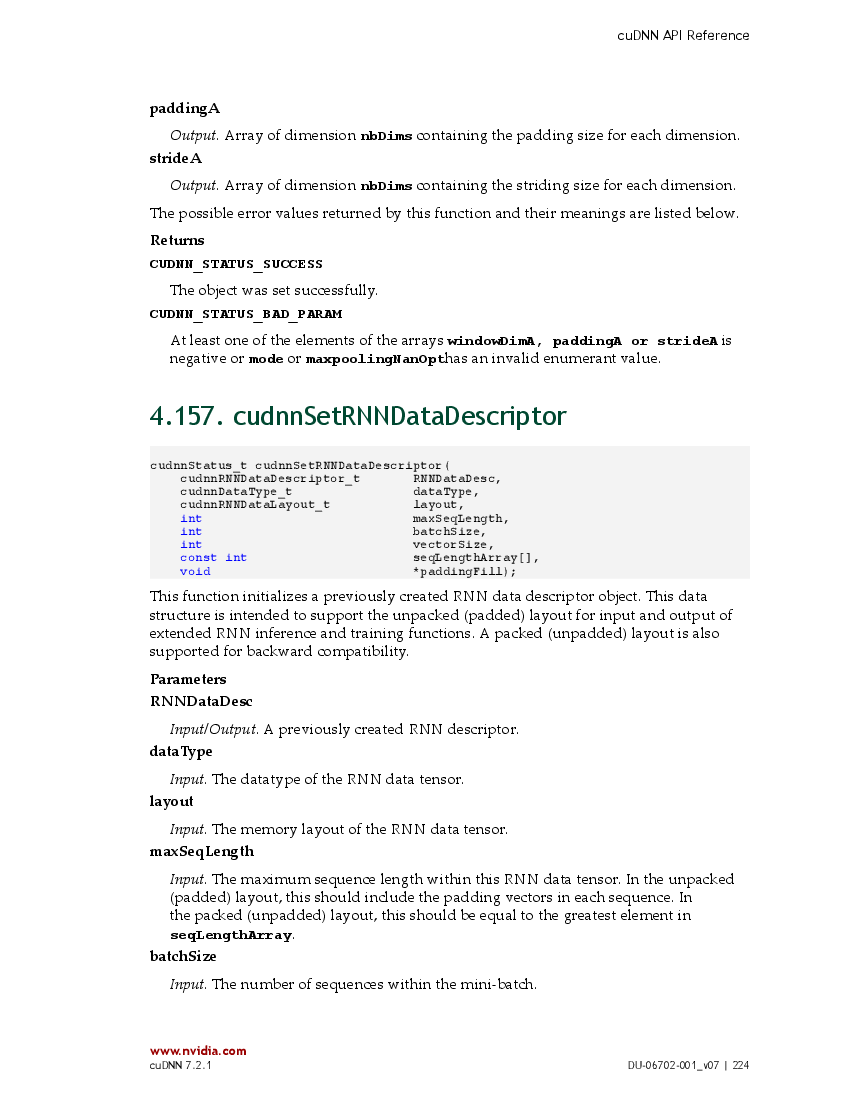 cuDNN API Reference
paddingA
Output. Array of dimension nbDims containing the padding size for each dimension.
strideA
Output. Array of dimension nbDims containing the striding size for each dimension.
The possible error values returned by this function and their meanings are listed below.
Returns
CUDNN_STATUS_SUCCESS
The object was set successfully.
CUDNN_STATUS_BAD_PARAM
At least one of the elements of the arrays windowDimA, paddingA or strideA is
negative or mode or maxpoolingNanOpthas an invalid enumerant value.
4.157. cudnnSetRNNDataDescriptor
cudnnStatus_t cudnnSetRNNDataDescriptor(
cudnnRNNDataDescriptor_t RNNDataDesc,
cudnnDataType_t dataType,
cudnnRNNDataLayout_t layout,
int maxSeqLength,
int batchSize,
int vectorSize,
const int seqLengthArray[],
void *paddingFill);
This function initializes a previously created RNN data descriptor object. This data
structure is intended to support the unpacked (padded) layout for input and output of
extended RNN inference and training functions. A packed (unpadded) layout is also
supported for backward compatibility.
Parameters
RNNDataDesc
Input/Output. A previously created RNN descriptor.
dataType
Input. The datatype of the RNN data tensor.
layout
Input. The memory layout of the RNN data tensor.
maxSeqLength
Input. The maximum sequence length within this RNN data tensor. In the unpacked
(padded) layout, this should include the padding vectors in each sequence. In
the packed (unpadded) layout, this should be equal to the greatest element in
seqLengthArray.
batchSize
Input. The number of sequences within the mini-batch.
www.nvidia.com
cuDNN 7.2.1 DU-06702-001_v07 | 224